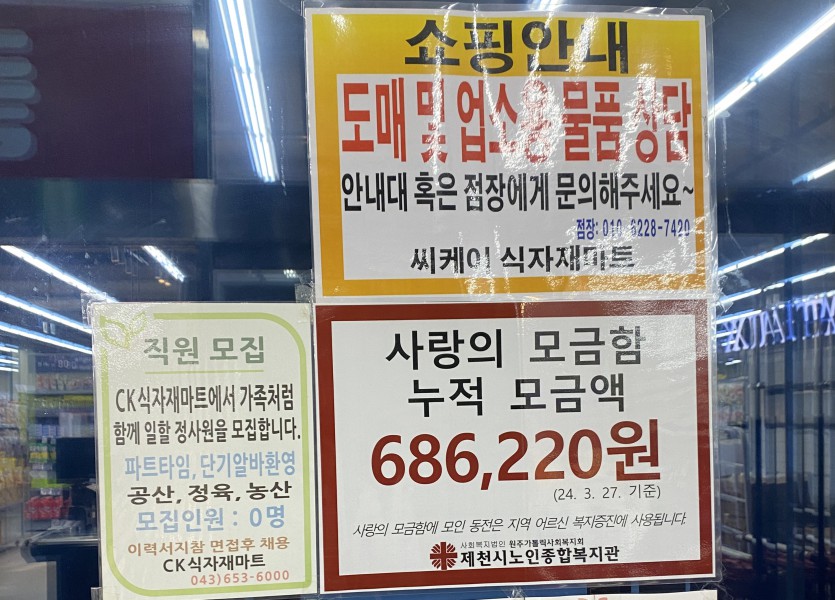 쇼핑안내
도매 및 업소용 물품 상담
안내대 혹은 점장에게 문의해주세요~
점장: 010-6228-7420
씨케이 식자재마트
직원 모집
CK식자재마트에서 가족처럼
함께 일할 정사원을 모집합니다.
파트타임, 단기알바환영
공산, 정육, 농산
모집인원 : 0명
이력서지참 면접후 채용
CK식자재마트
043)653-6000
사랑의 모금함
누적 모금액
686,220원
(24. 3. 27. 기준)
사랑의 모금함에 모인 동전은 지역 어르신 복지증진에 사용됩니다.
사회복지법인 원주가톨릭사회복지회
제천시노인종합복지관